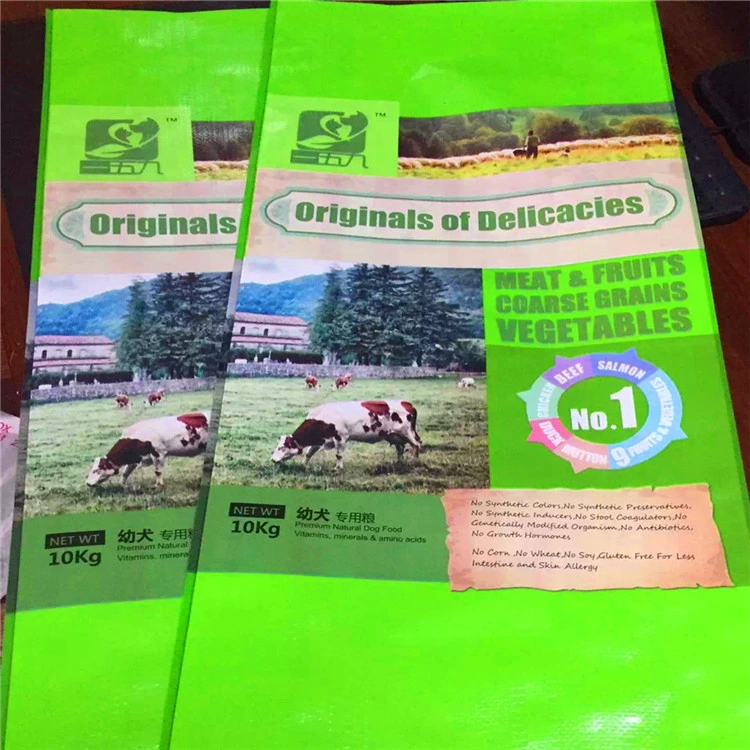 TM
Originals
NET WT
10Kg
幼犬 专用粮
Premium Natural
Vitamins, minera
TM
Originals of Delicacies
MEAT & FRUITS
COARSE GRAINS
VEGETABLES
CHICKEN BEEF SALMON
No.1
DUCK MUTTON 9 FRUITS &
NET WT
10Kg
幼犬 专用粮
Premium Natural Dog Food
Vitamins, minerals & amino acids
No Synthetic Colors,No Synthetic Preservatives,
No Synthetic Inducers,No Stool Coagulators,No
Genetically Modified Organism,No Antibiotics,
No Growth Hormones
No Corn ,No Wheat,No Soy,Gluten Free For Less
Intestine and Skin Allergy